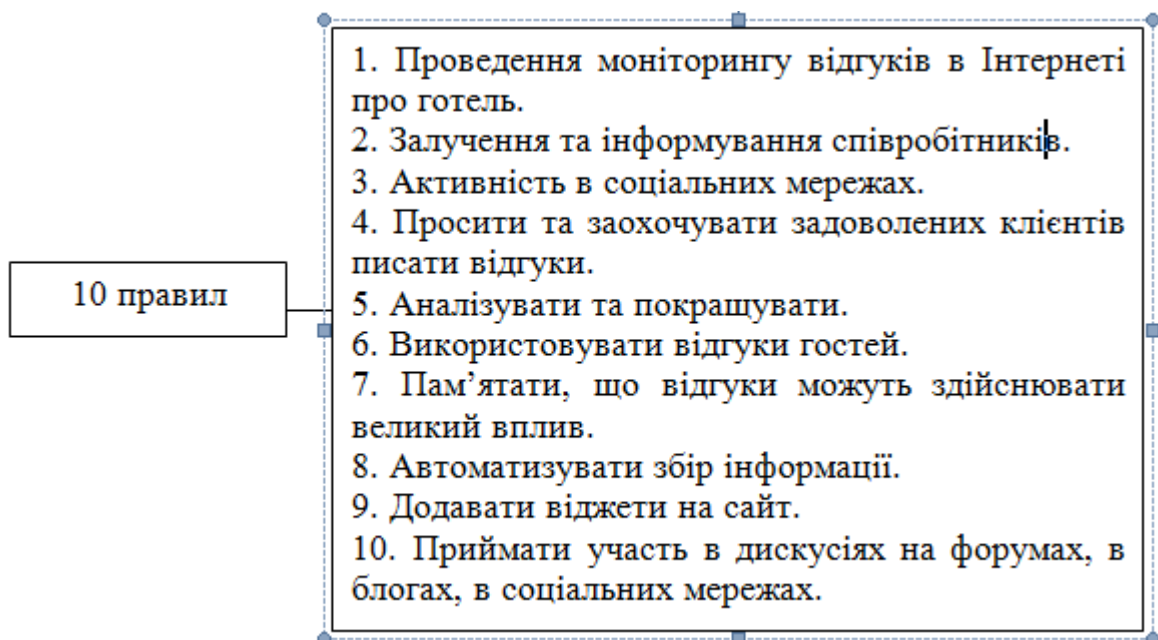 10 правил
1. Проведення моніторингу відгуків в Інтернеті
про готель.
2. Залучення та інформування співробітників.
3. Активність в соціальних мережах.
4. Просити та заохочувати задоволених клієнтів
писати відгуки.
5. Аналізувати та покращувати.
6. Використовувати відгуки гостей.
7. Пам’ятати, що відгуки можуть здійснювати
великий вплив.
8. Автоматизувати збір інформації.
9. Додавати віджети на сайт.
10. Приймати участь в дискусіях на форумах, в
блогах, в соціальних мережах.